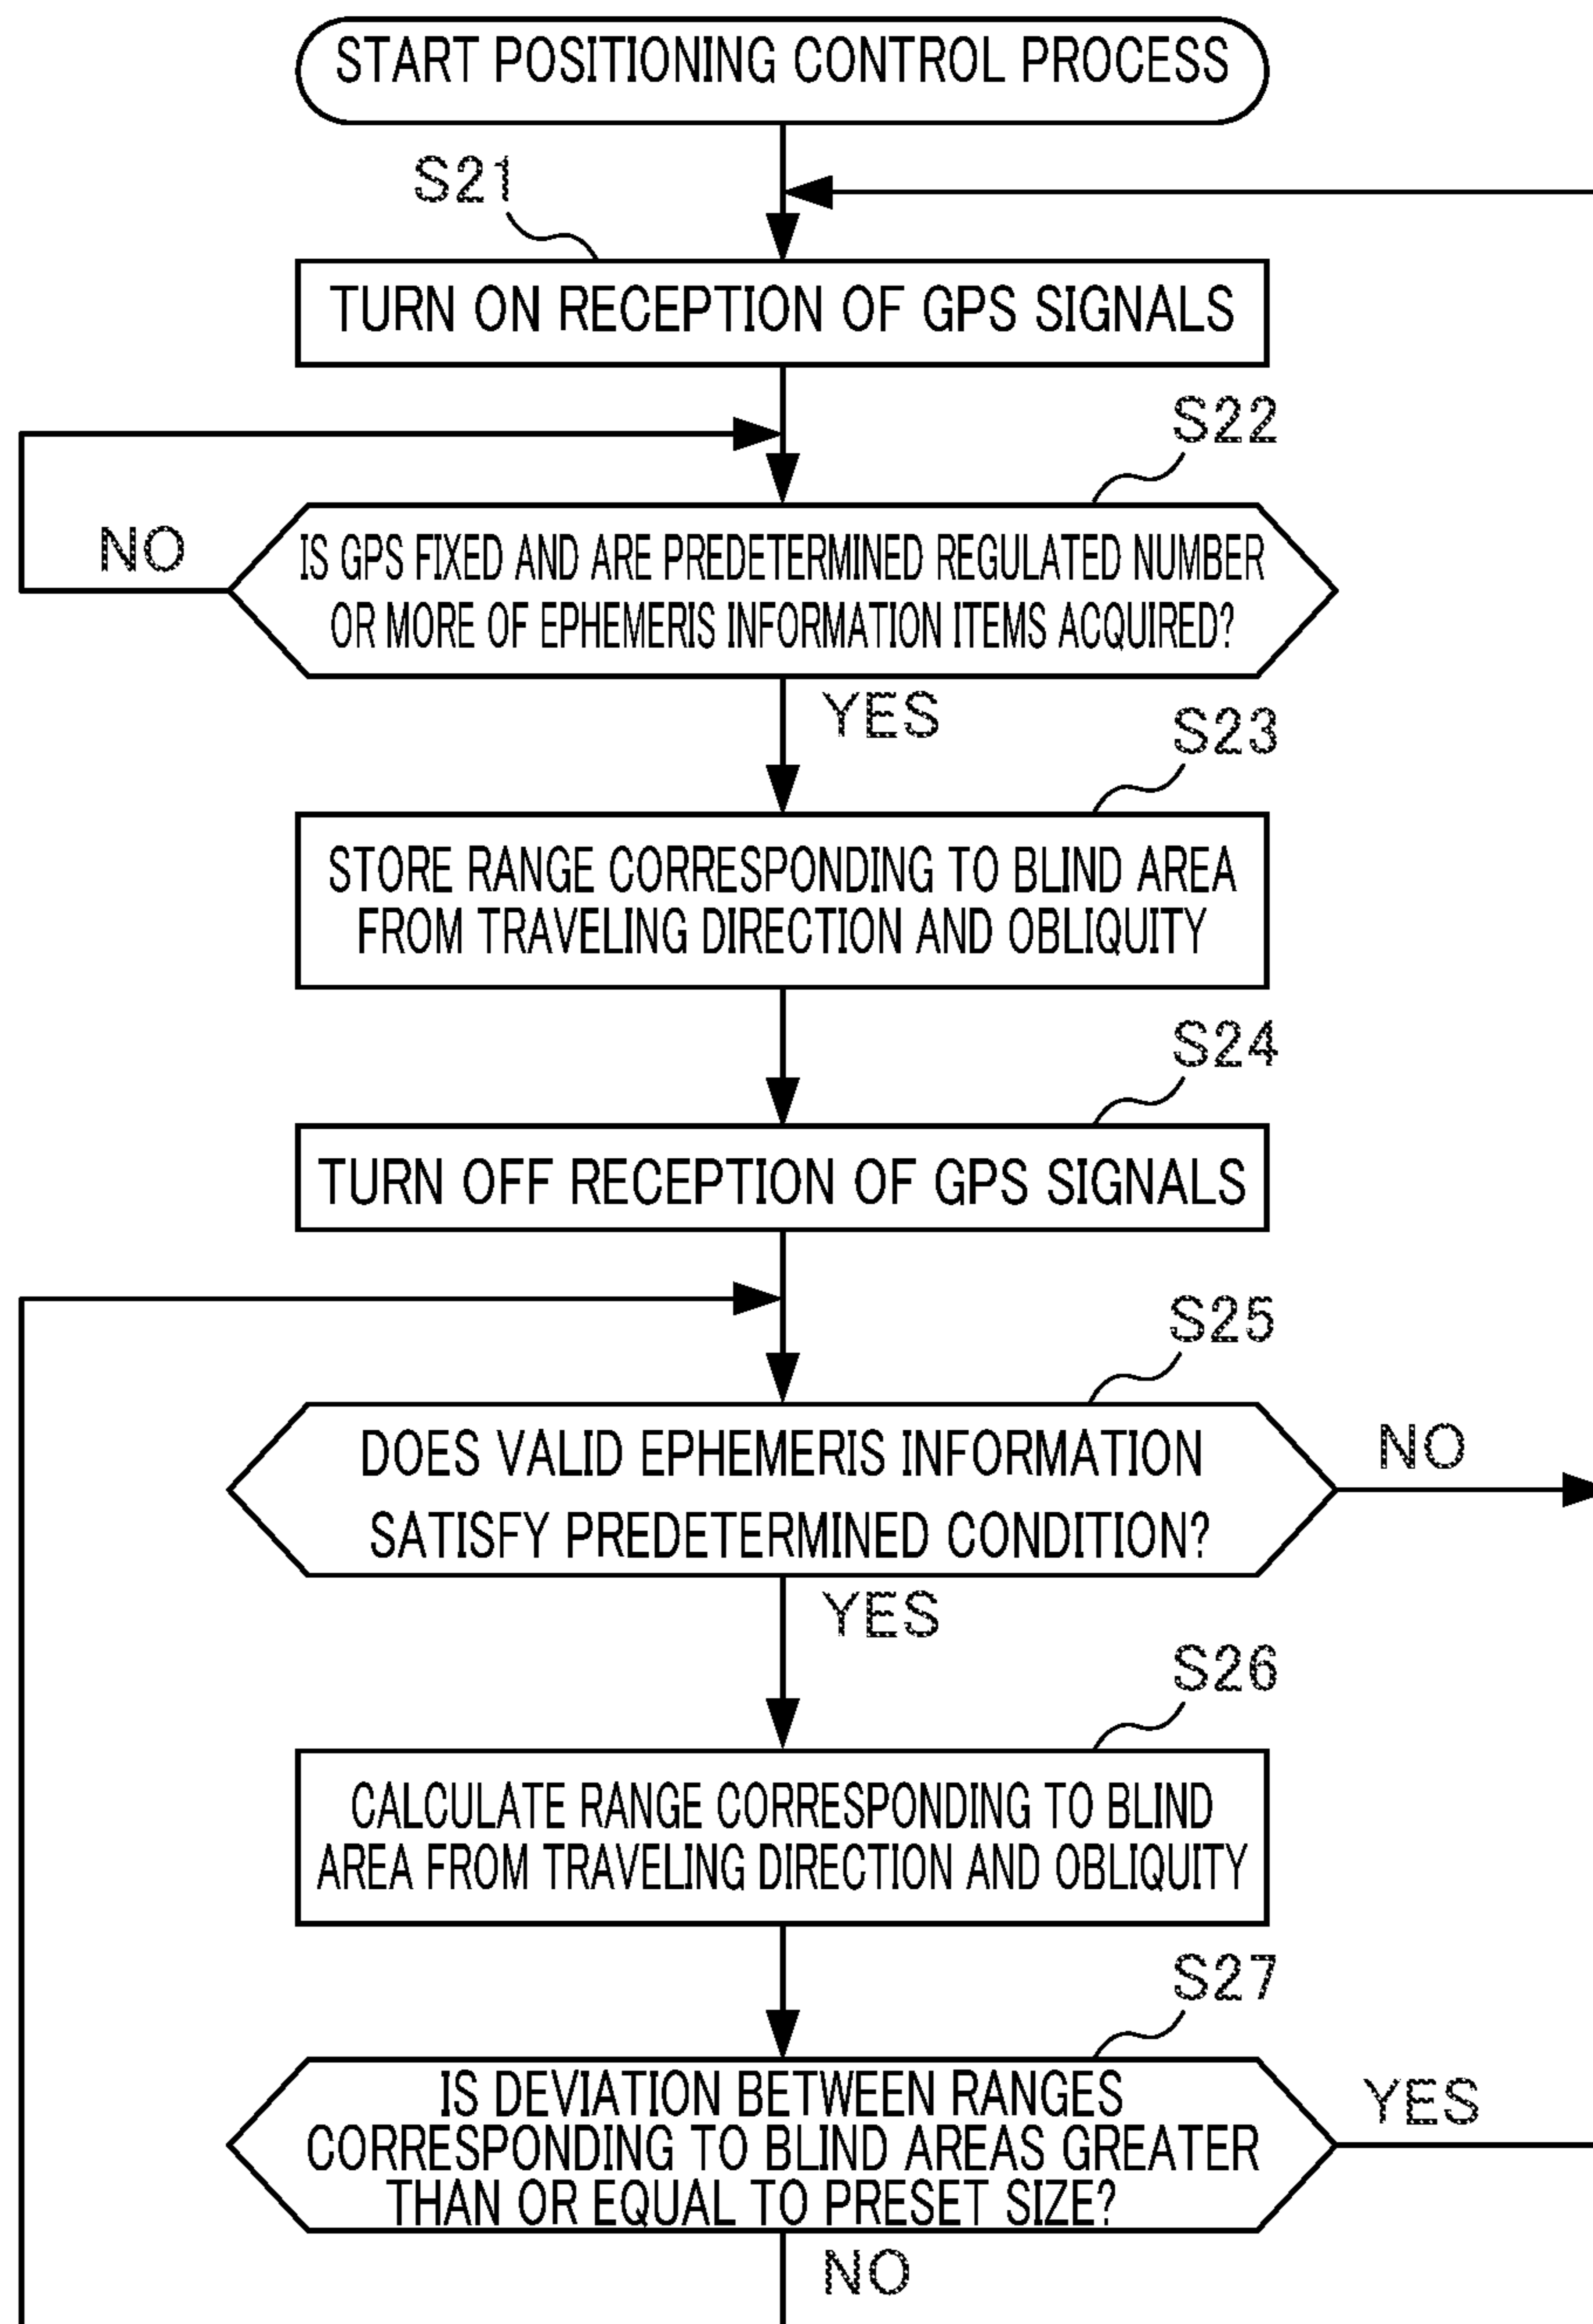 START POSITIONING CONTROL PROCESS
S21
TURN ON RECEPTION OF GPS SIGNALS
S22
NO
IS GPS FIXED AND ARE PREDETERMINED REGULATED NUMBER
OR MORE OF EPHEMERIS INFORMATION ITEMS ACQUIRED?
YES
S23
STORE RANGE CORRESPONDING TO BLIND AREA
FROM TRAVELING DIRECTION AND OBLIQUITY
S24
TURN OFF RECEPTION OF GPS SIGNALS
S25
DOES VALID EPHEMERIS INFORMATION
SATISFY PREDETERMINED CONDITION?
NO
YES
S26
CALCULATE RANGE CORRESPONDING TO BLIND
AREA FROM TRAVELING DIRECTION AND OBLIQUITY
S27
IS DEVIATION BETWEEN RANGES
CORRESPONDING TO BLIND AREAS GREATER
THAN OR EQUAL TO PRESET SIZE?
YES
NO